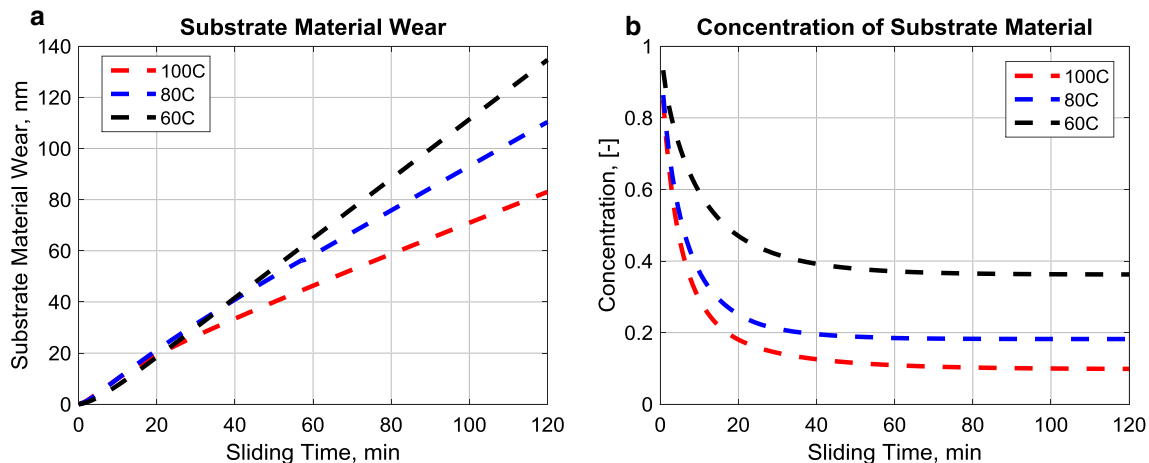 a
Substrate Material Wear
140
120
100
80
60
40
20
0
Substrate Material Wear, nm
100C
80C
60C
0 20 40 60 80 100 120
Sliding Time, min
b
Concentration of Substrate Material
1
0.8
0.6
0.4
0.2
0
Concentration, [-]
100C
80C
60C
0 20 40 60 80 100 120
Sliding Time, min